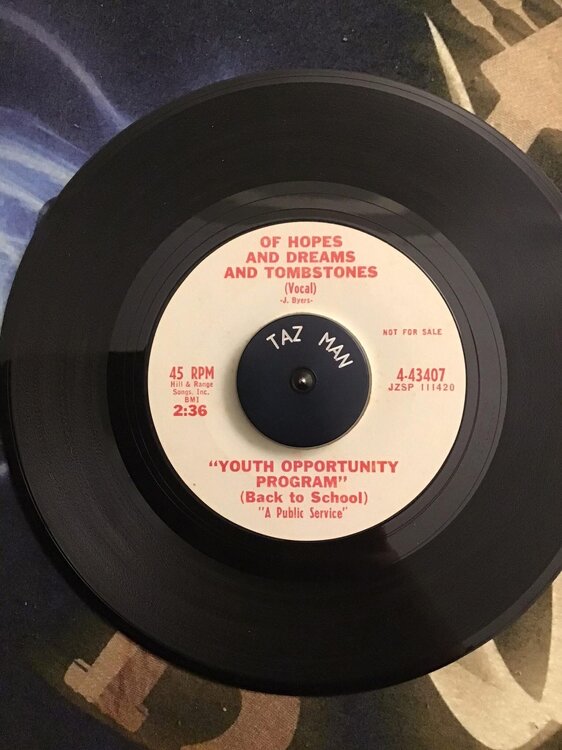 OF HOPES
AND DREAMS
AND TOMBSTONES
(Vocal)
-J. Byers-
NOT FOR SALE
TAZ MAN
45 RPM
Hill & Range
Songs, Inc.
BMI
2:36
4-43407
JZSP 111420
"YOUTH OPPORTUNITY
PROGRAM"
(Back to School)
"A Public Service"